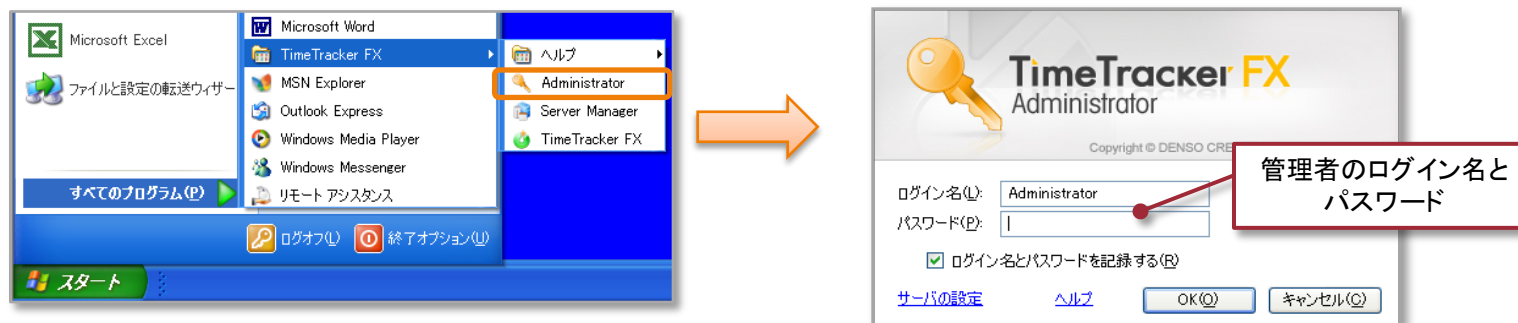 Microsoft Excel
ファイルと設定の転送ウィザー
すべてのプログラム(P)
Microsoft Word
TimeTracker FX
MSN Explorer
Outlook Express
Windows Media Player
Windows Messenger
リモート アシスタンス
ヘルプ
Administrator
Server Manager
TimeTracker FX
ログオフ(L) 終了オプション(U)
スタート
TimeTracker FX
Administrator
Copyright © DENSO CRE
管理者のログイン名と
パスワード
ログイン名(L): Administrator
パスワード(P):
ログイン名とパスワードを記録する(R)
サーバの設定 ヘルプ OK(O) キャンセル(C)